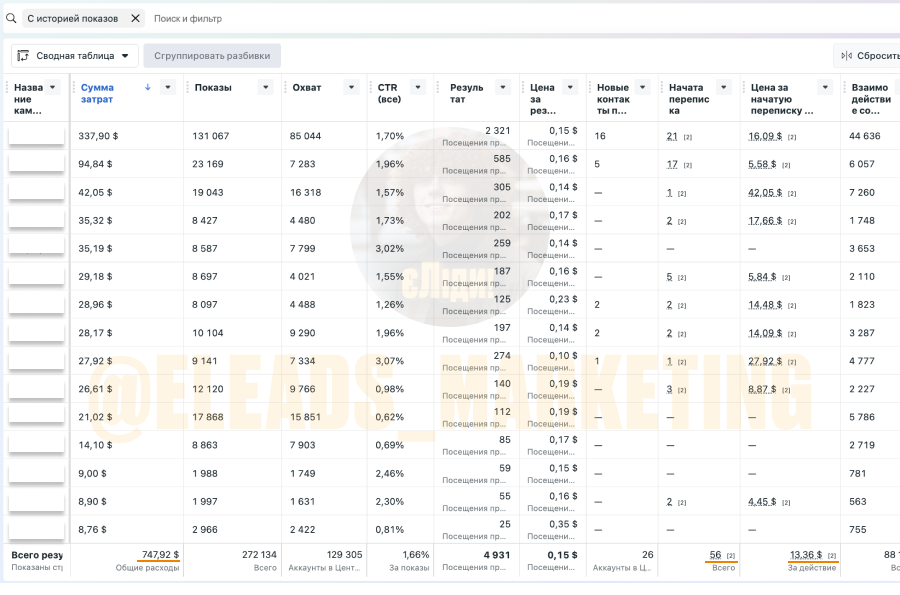 С историей показов Поиск и фильтр
Сводная таблица Сгруппировать разбивки Сбросить
Назва
ние
кам...
Сумма
затрат
Показы
Охват
CTR
(все)
Резуль
тат
Цена
за
рез...
Новые
контак
ты п...
Начата
перепис
ка
Цена за
начатую
переписку ...
Взаимо
действи
е со...
337,90 $ 131 067 85 044 1,70% 2 321 0,15 $ 16 21 [2] 16,09 $ [2] 44 636
Посещения пр... Посещени...
94,84 $ 23 169 7 283 1,96% 585 0,16 $ 5 17 [2] 5,58 $ [2] 6 057
Посещения пр... Посещени...
42,05 $ 19 043 16 318 1,57% 305 0,14 $ — 1 [2] 42,05 $ [2] 7 260
Посещения пр... Посещени...
35,32 $ 8 427 4 480 1,73% 202 0,17 $ — 2 [2] 17,66 $ [2] 1 748
Посещения пр... Посещени...
35,19 $ 8 587 7 799 3,02% 259 0,14 $ — — — 3 653
Посещения пр... Посещени...
29,18 $ 8 697 4 021 1,55% 187 0,16 $ — 5 [2] 5,84 $ [2] 2 110
Посещения пр... Посещени...
28,96 $ 8 097 4 488 1,26% 125 0,23 $ 2 2 [2] 14,48 $ [2] 1 823
Посещения пр... Посещени...
28,17 $ 10 104 9 290 1,96% 197 0,14 $ 2 2 [2] 14,09 $ [2] 3 287
Посещения пр... Посещени...
27,92 $ 9 141 7 334 3,07% 274 0,10 $ 1 1 [2] 27,92 $ [2] 4 777
Посещения пр... Посещени...
26,61 $ 12 120 9 766 0,98% 140 0,19 $ — 3 [2] 8,87 $ [2] 2 227
Посещения пр... Посещени...
21,02 $ 17 868 15 851 0,62% 112 0,19 $ — — — 5 786
Посещения пр... Посещени...
14,10 $ 8 863 7 903 0,69% 85 0,17 $ — — — 2 719
Посещения пр... Посещени...
9,00 $ 1 988 1 749 2,46% 59 0,15 $ — — — 781
Посещения пр... Посещени...
8,90 $ 1 997 1 631 2,30% 55 0,16 $ — 2 [2] 4,45 $ [2] 563
Посещения пр... Посещени...
8,76 $ 2 966 2 422 0,81% 25 0,35 $ — — — 755
Посещения пр... Посещени...
Всего резу 747,92 $ 272 134 129 305 1,66% 4 931 0,15 $ 26 56 [2] 13,36 $ [2] 88
Показаны Общие расходы Всего Аккаунты в Цент... За показы Посещения пр... Посещени... Аккаунты в Ц... Всего За действие
єЛіди
@ELEADS_MARKETING